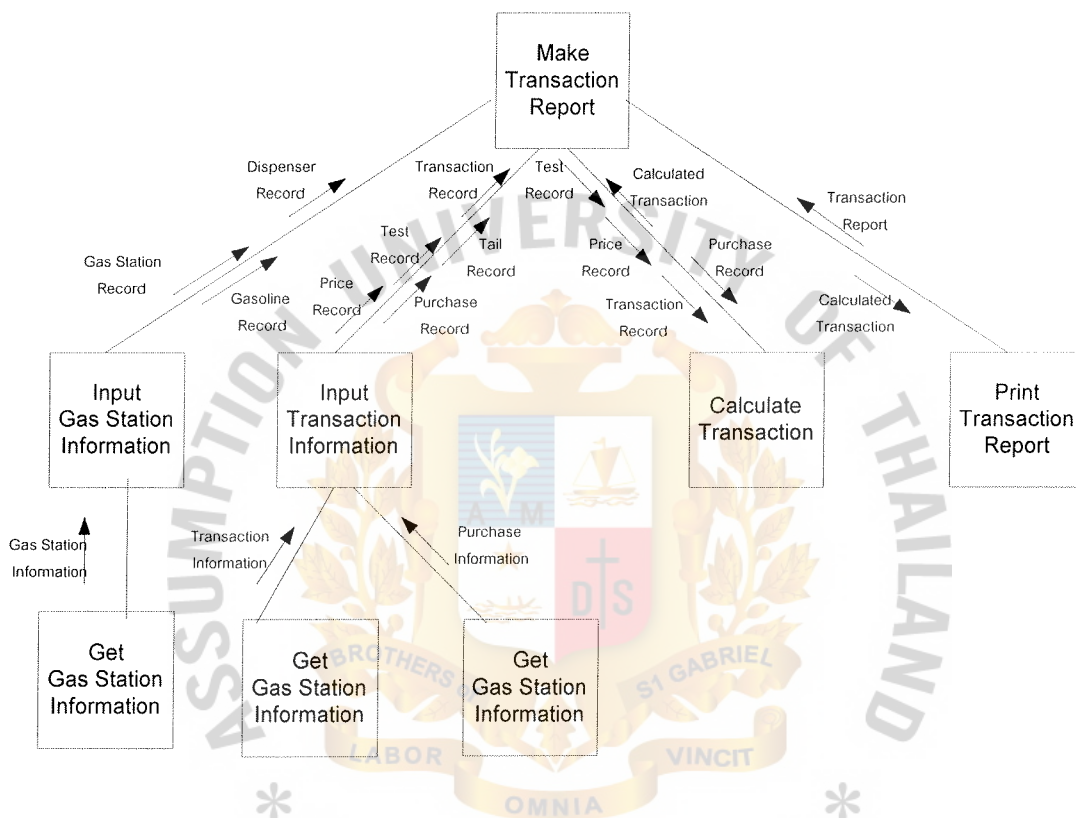 Make
Transaction
Report
Dispenser
Record
Transaction
Record
Test
Record
Calculated
Transaction
Transaction
Report
Gas Station
Record
Gasoline
Record
Price
Record
Test
Record
Tail
Record
Purchase
Record
Price
Record
Transaction
Record
Purchase
Record
Calculated
Transaction
Input
Gas Station
Information
Input
Transaction
Information
Calculate
Transaction
Print
Transaction
Report
Gas Station
Information
Transaction
Information
Purchase
Information
Get
Gas Station
Information
Get
Gas Station
Information
Get
Gas Station
Information
ASSUMPTION UNIVERSITY OF THAILAND
A M
D S
BROTHERS OF
S1 GABRIEL
LABOR
OMNIA
VINCIT
* *